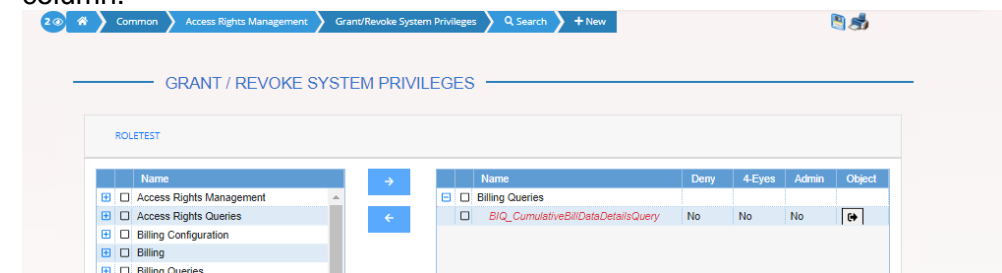 column.
2 Common Access Rights Management Grant/Revoke System Privileges Search + New
GRANT / REVOKE SYSTEM PRIVILEGES
ROLETEST
Name Name Deny 4-Eyes Admin Object
Access Rights Management Billing Queries
Access Rights Queries BIQ_CumulativeBillDataDetailsQuery No No No
Billing Configuration
Billing
Billing Queries